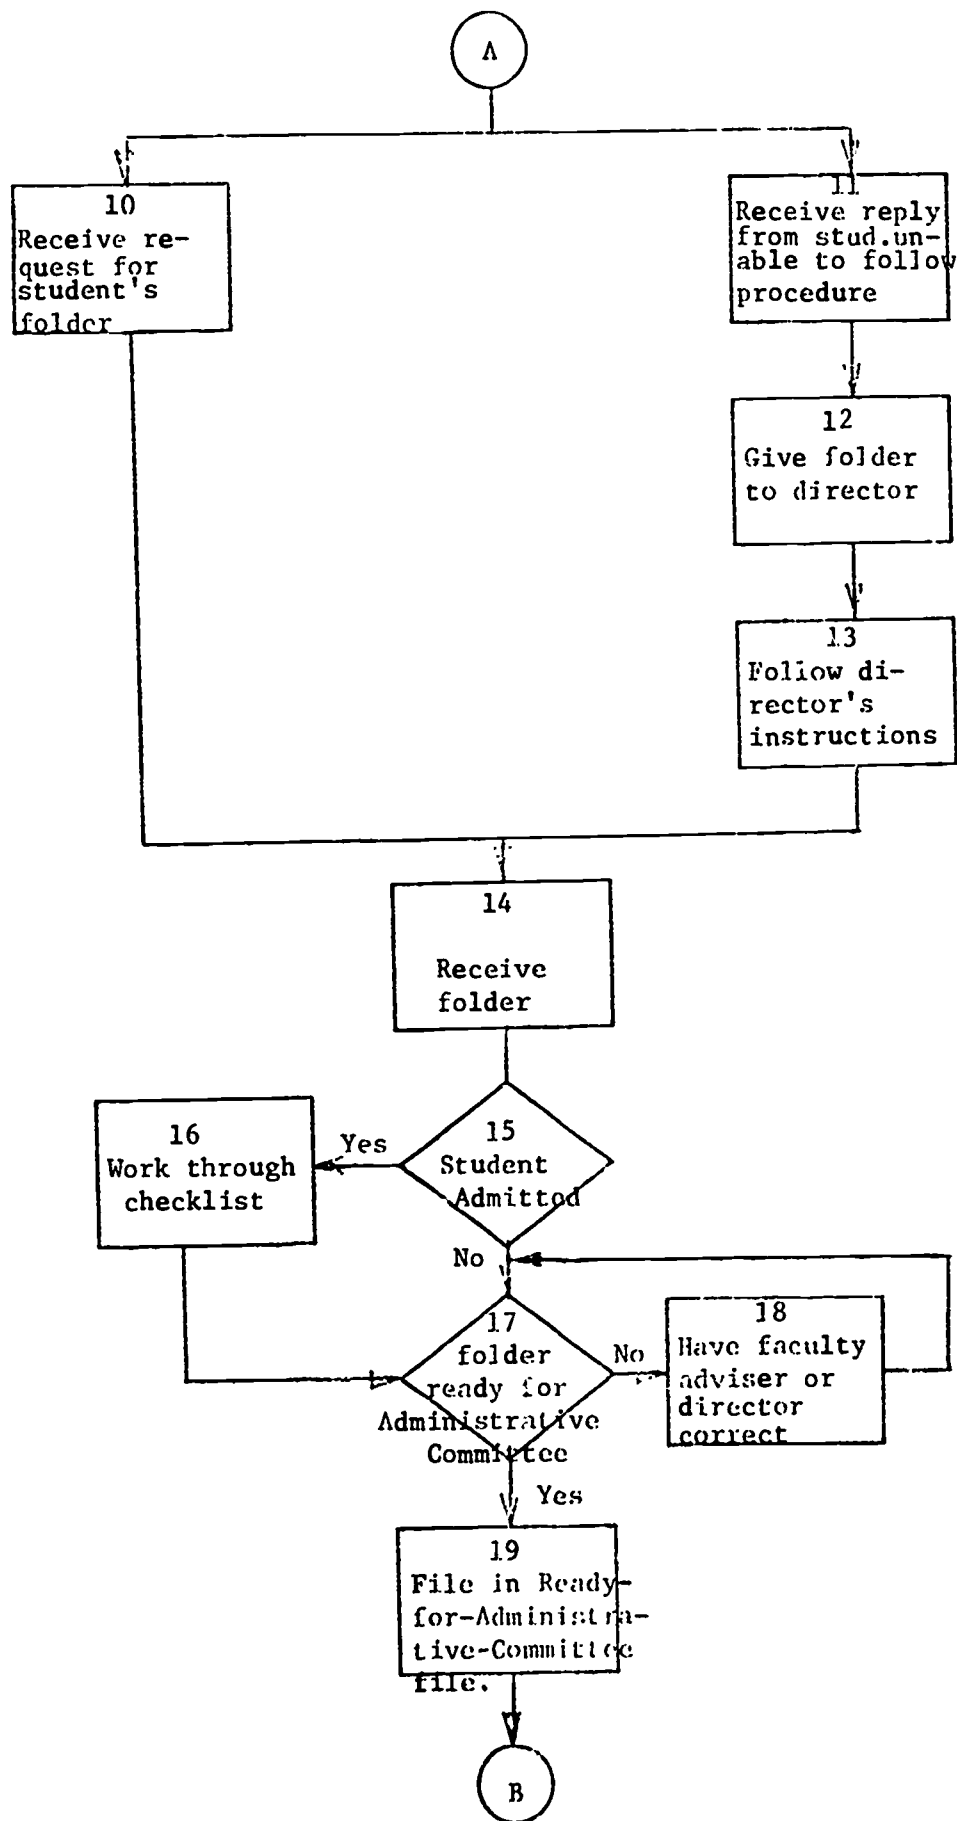 A
10
Receive re-
quest for
student's
folder
11
Receive reply
from stud.un-
able to follow
procedure
12
Give folder
to director
13
Follow di-
rector's
instructions
14
Receive
folder
15
Student
Admitted
Yes
16
Work through
checklist
No
17
folder
ready for
Administrative
Committee
No
18
Have faculty
adviser or
director
correct
Yes
19
File in Ready-
for-Administra-
tive-Committee
file.
B